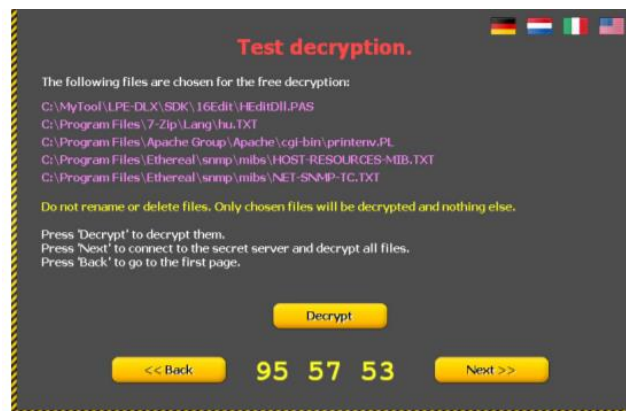 Test decryption.
The following files are chosen for the free decryption:
C:\MyTool\LPE-DLX\SDK\16Edit\HEditDll.PAS
C:\Program Files\7-Zip\Lang\hu.TXT
C:\Program Files\Apache Group\Apache\cgi-bin\printenv.PL
C:\Program Files\Ethereal\snmp\mibs\HOST-RESOURCES-MIB.TXT
C:\Program Files\Ethereal\snmp\mibs\NET-SNMP-TC.TXT
Do not rename or delete files. Only chosen files will be decrypted and nothing else.
Press 'Decrypt' to decrypt them.
Press 'Next' to connect to the secret server and decrypt all files.
Press 'Back' to go to the first page.
Decrypt
<< Back 95 57 53 Next >>